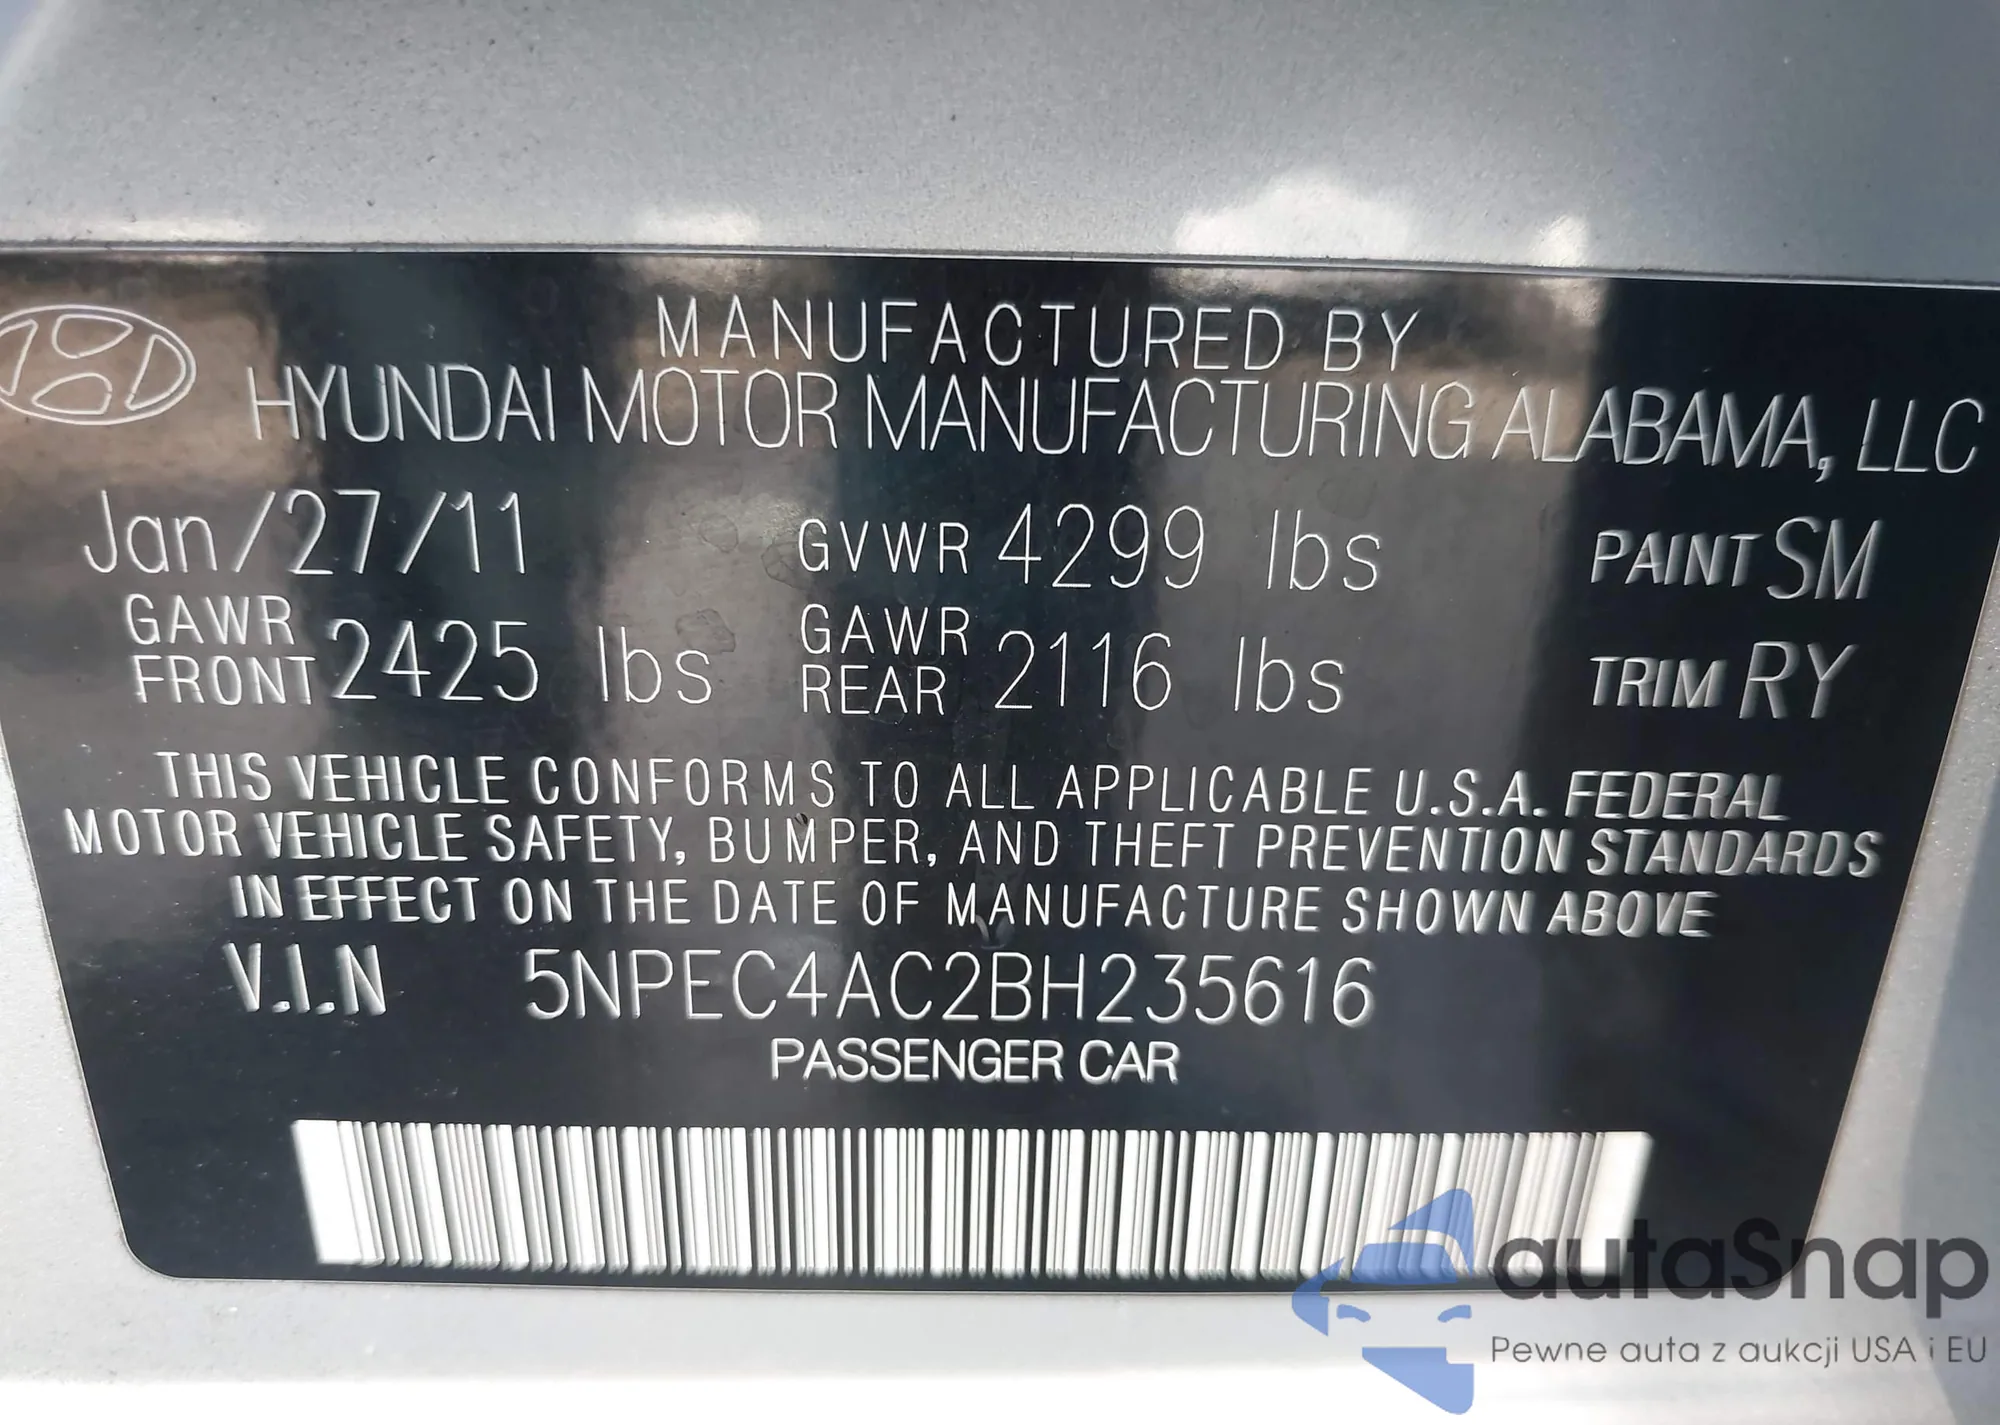 MANUFACTURED BY
HYUNDAI MOTOR MANUFACTURING ALABAMA, LLC
Jan/27/11 GVWR 4299 lbs PAINT SM
GAWR FRONT 2425 lbs GAWR REAR 2116 lbs TRIM RY
THIS VEHICLE CONFORMS TO ALL APPLICABLE U.S.A. FEDERAL
MOTOR VEHICLE SAFETY, BUMPER, AND THEFT PREVENTION STANDARDS
IN EFFECT ON THE DATE OF MANUFACTURE SHOWN ABOVE
V.I.N 5NPEC4AC2BH235616
PASSENGER CAR
autaSnap
Pewne auta z aukcji USA i EU